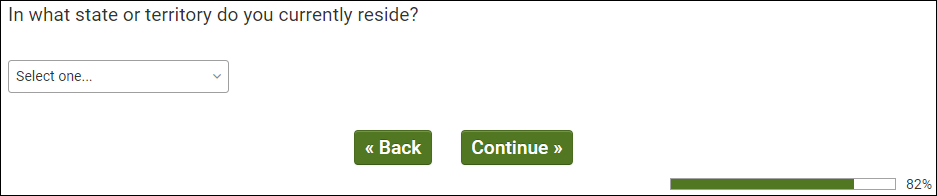 In what state or territory do you currently reside?
Select one...
« Back
Continue »
82%